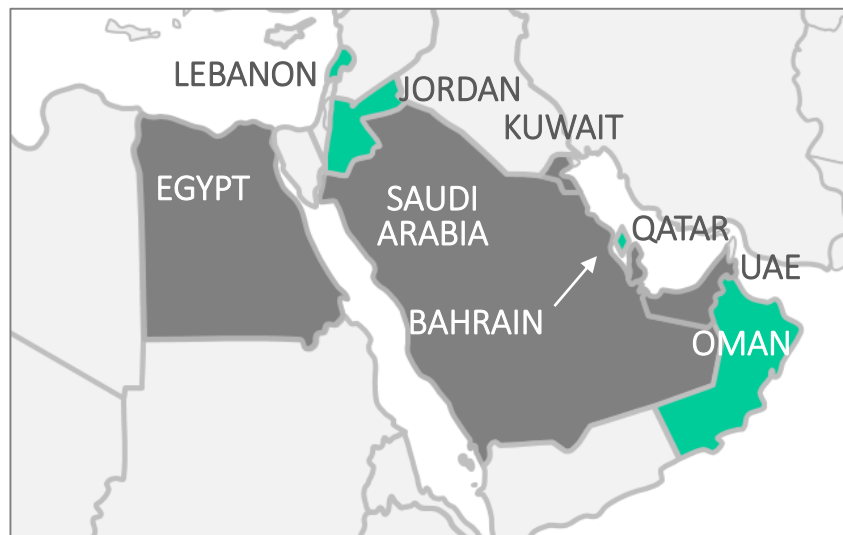 LEBANON
JORDAN
KUWAIT
EGYPT
SAUDI
ARABIA
QATAR
UAE
BAHRAIN
OMAN